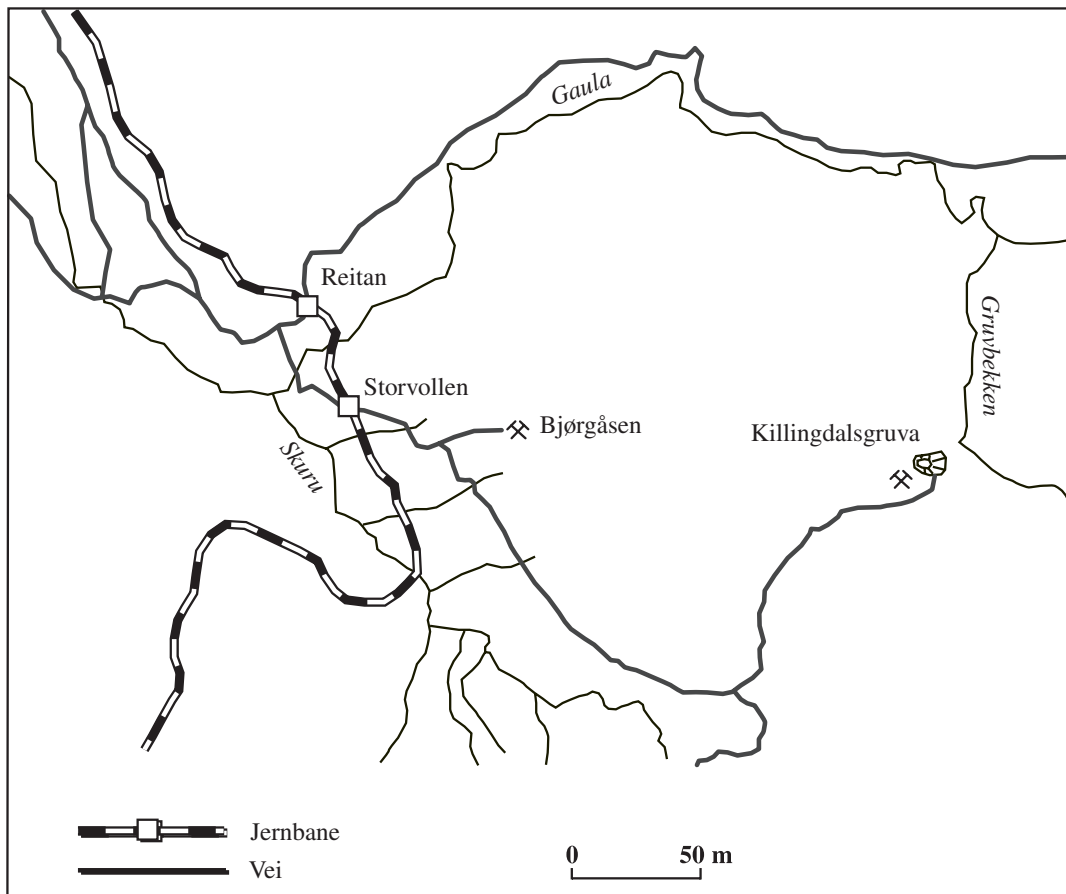 Gaula
Reitan
Gruvbekken
Storvollen
Bjørgåsen
Killingdalsgruva
Skuru
Jernbane
0 50 m
Vei